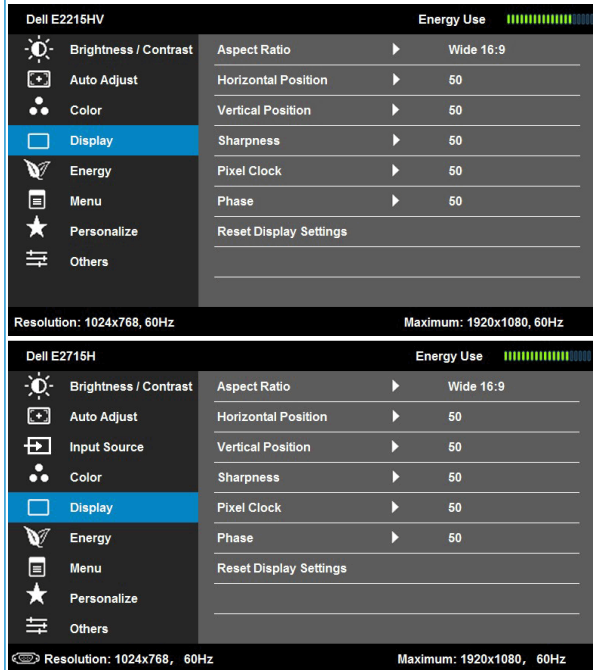 Dell E2215HV Energy Use
Brightness / Contrast Aspect Ratio Wide 16:9
Auto Adjust Horizontal Position 50
Color Vertical Position 50
Display Sharpness 50
Energy Pixel Clock 50
Menu Phase 50
Personalize Reset Display Settings
Others
Resolution: 1024x768, 60Hz Maximum: 1920x1080, 60Hz
Dell E2715H Energy Use
Brightness / Contrast Aspect Ratio Wide 16:9
Auto Adjust Horizontal Position 50
Input Source Vertical Position 50
Color Sharpness 50
Display Pixel Clock 50
Energy Phase 50
Menu Reset Display Settings
Personalize
Others
Resolution: 1024x768, 60Hz Maximum: 1920x1080, 60Hz